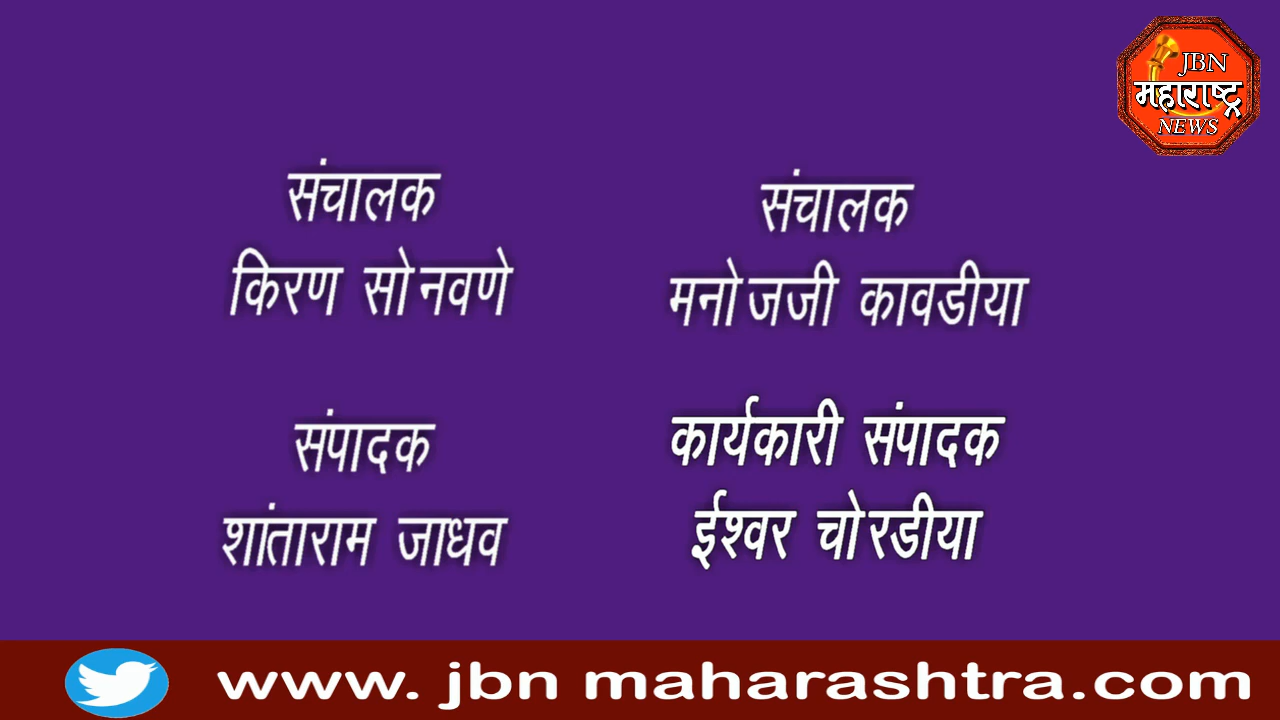 JBN
महाराष्ट्र
NEWS
संचालक
किरण सोनवणे
संचालक
मनोजजी कावडीया
संपादक
शांताराम जाधव
कार्यकारी संपादक
ईश्वर चोरडीया
www. jbn maharashtra.com